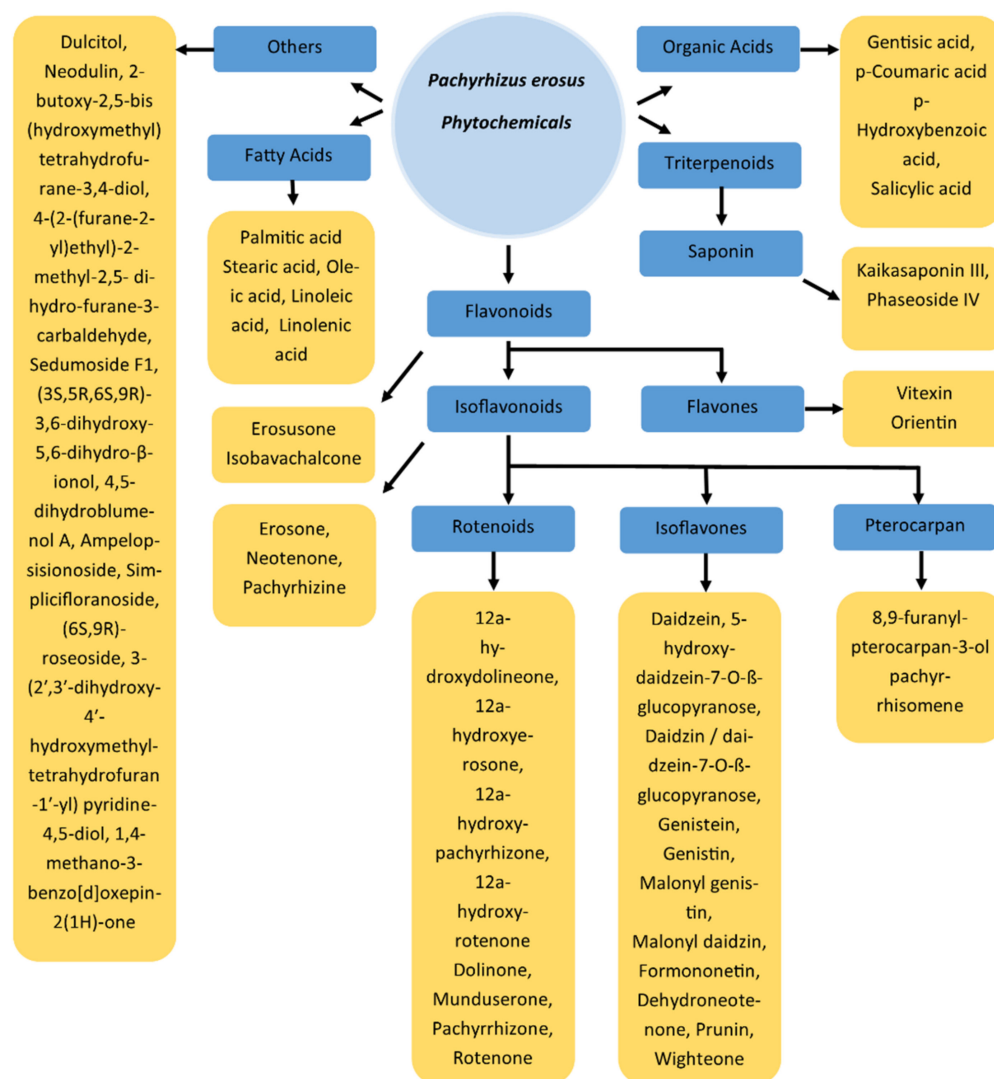 Others
Dulcitol,
Neodulin, 2-
butoxy-2,5-bis
(hydroxymethyl)
tetrahydrofu-
rane-3,4-diol,
4-(2-(furane-2-
yl)ethyl)-2-
methyl-2,5- di-
hydro-furane-3-
carbaldehyde,
Sedumoside F1,
(3S,5R,6S,9R)-
3,6-dihydroxy-
5,6-dihydro-β-
ionol, 4,5-
dihydroblume-
nol A, Ampelop-
sisionoside, Sim-
plicifloranoside,
(6S,9R)-
roseoside, 3-
(2′,3′-dihydroxy-
4′-
hydroxymethyl-
tetrahydrofuran
-1′-yl) pyridine-
4,5-diol, 1,4-
methano-3-
benzo[d]oxepin-
2(1H)-one
Pachyrhizus erosus
Phytochemicals
Fatty Acids
Palmitic acid
Stearic acid, Ole-
ic acid, Linoleic
acid,  Linolenic
acid
Organic Acids
Gentisic acid,
p-Coumaric acid
p-
Hydroxybenzoic
acid,
Salicylic acid
Triterpenoids
Saponin
Kaikasaponin III,
Phaseoside IV
Flavonoids
Erosusone
Isobavachalcone
Isoflavonoids
Flavones
Vitexin
Orientin
Erosone,
Neotenone,
Pachyrhizine
Rotenoids
12a-
hy-
droxydolineone,
12a-
hydroxye-
rosone,
12a-
hydroxy-
pachyrhizone,
12a-
hydroxy-
rotenone
Dolinone,
Munduserone,
Pachyrrhizone,
Rotenone
Isoflavones
Daidzein, 5-
hydroxy-
daidzein-7-O-ß-
glucopyranose,
Daidzin / dai-
dzein-7-O-ß-
glucopyranose,
Genistein,
Genistin,
Malonyl genis-
tin,
Malonyl daidzin,
Formononetin,
Dehydroneote-
none, Prunin,
Wighteone
Pterocarpan
8,9-furanyl-
pterocarpan-3-ol
pachyr-
rhisomene